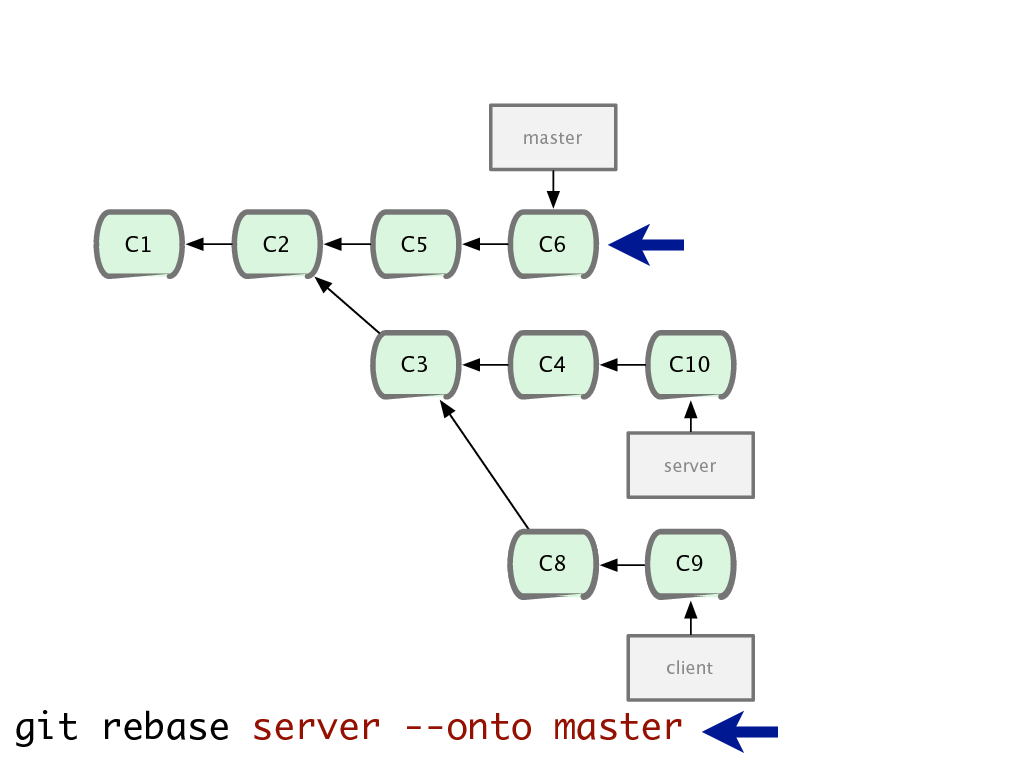 master
C1 C2 C5 C6
C3 C4 C10
server
C8 C9
client
git rebase server --onto master